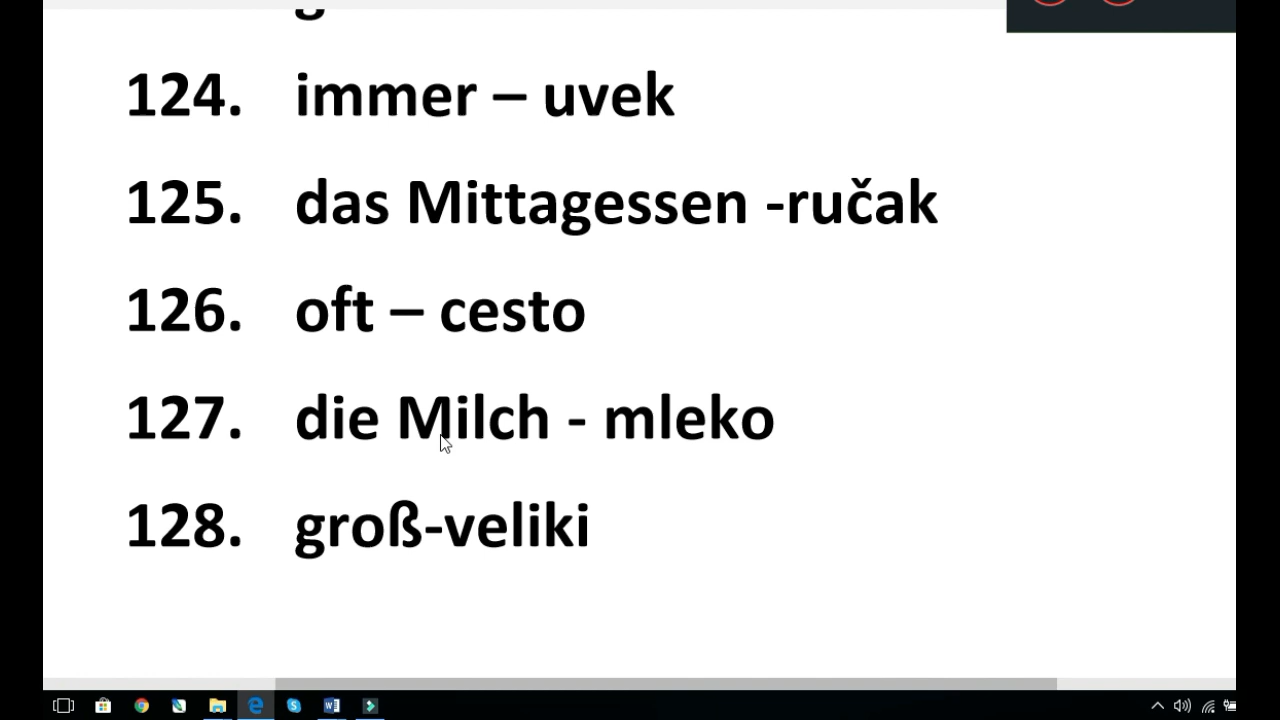 124. immer – uvek
125. das Mittagessen -ručak
126. oft – cesto
127. die Milch - mleko
128. groß-veliki